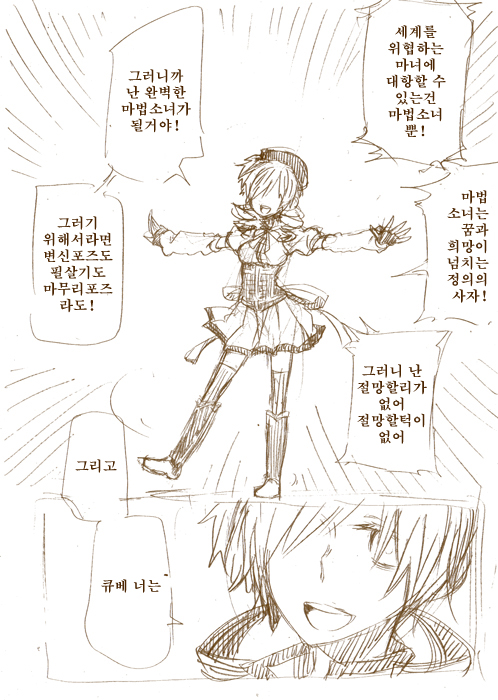 세계를
위협하는
마녀에
대항할 수
있는건
마법소녀
뿐!
그러니까
난 완벽한
마법소녀가
될거야!
마법
소녀는
꿈과
희망이
넘치는
정의의
사자!
그러기
위해서라면
변신포즈도
필살기도
마무리포즈
라도!
그러니 난
절망할리가
없어
절망할턱이
없어
그리고
큐베 너는